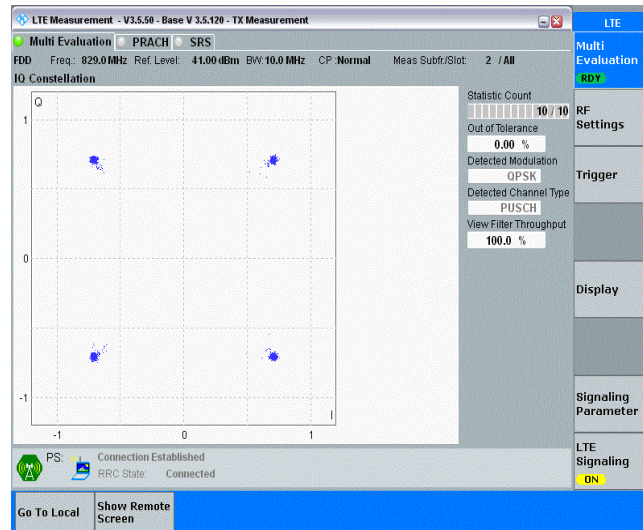 LTE Measurement - V3.5.50 - Base V 3.5.120 - TX Measurement
LTE
Multi Evaluation PRACH SRS
FDD Freq.: 829.0 MHz Ref. Level: 41.00 dBm BW: 10.0 MHz CP : Normal Meas Subfr./Slot: 2 / All
IQ Constellation
Q
1
0
-1
-1 0 1
I
Statistic Count
10 / 10
Out of Tolerance
0.00 %
Detected Modulation
QPSK
Detected Channel Type
PUSCH
View Filter Throughput
100.0 %
Multi
Evaluation
RDY
RF
Settings
Trigger
Display
Signaling
Parameter
LTE
Signaling
ON
PS: Connection Established
RRC State: Connected
Go To Local
Show Remote
Screen